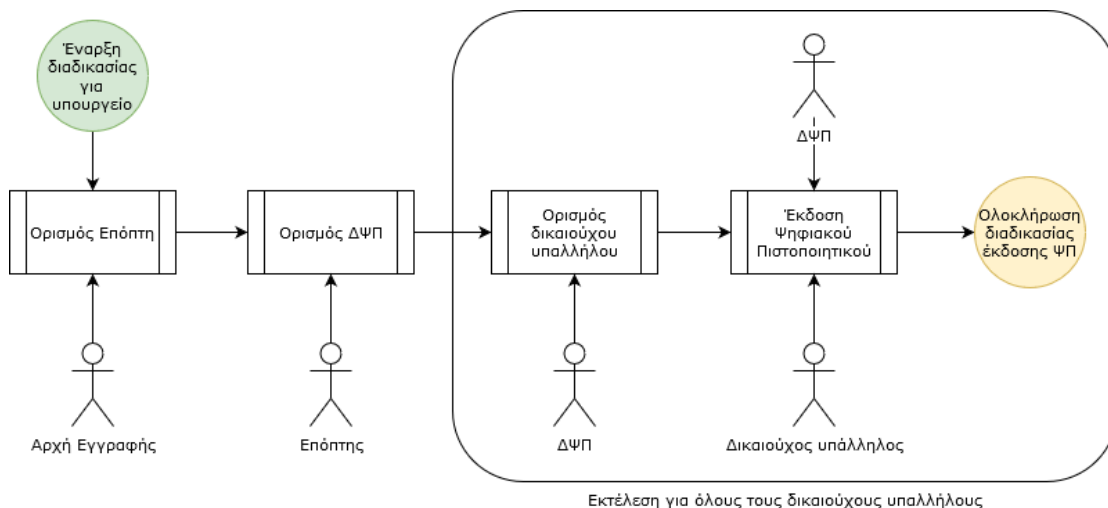 Έναρξη
διαδικασίας
για
υπουργείο
ΔΨΠ
Ορισμός Επόπτη
Ορισμός ΔΨΠ
Ορισμός
δικαιούχου
υπαλλήλου
Έκδοση
Ψηφιακού
Πιστοποιητικού
Ολοκλήρωση
διαδικασίας
έκδοσης ΨΠ
Αρχή Εγγραφής
Επόπτης
ΔΨΠ
Δικαιούχος υπάλληλος
Εκτέλεση για όλους τους δικαιούχους υπαλλήλους